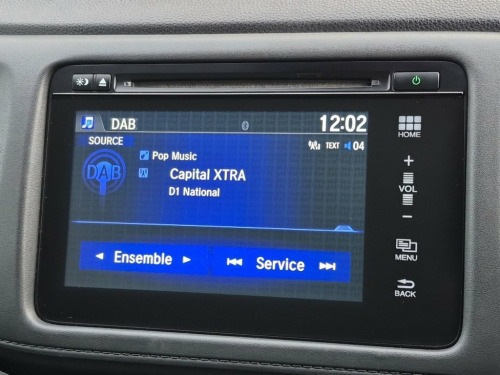 DAB
12:02
SOURCE
TEXT
04
DAB
Pop Music
Capital XTRA
D1 National
Ensemble
Service
HOME
+
VOL
-
MENU
BACK